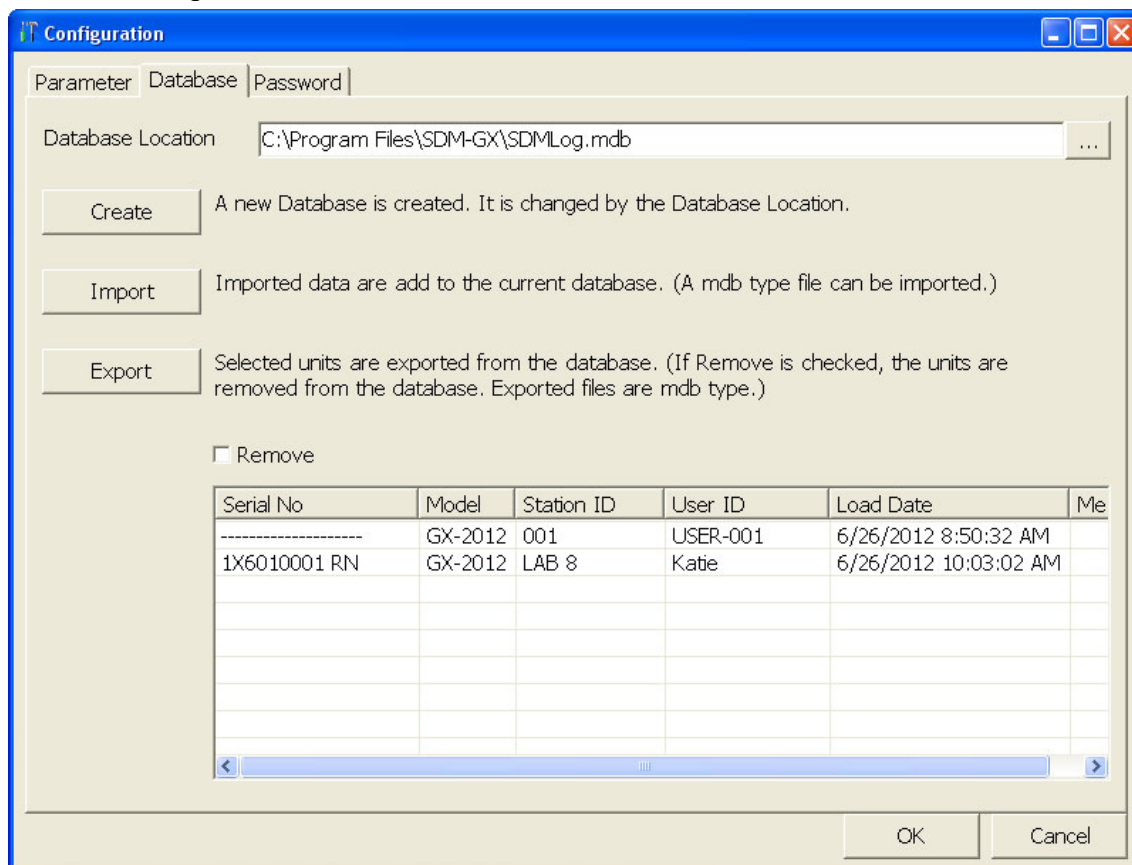 Configuration
Parameter Database Password
Database Location C:\Program Files\SDM-GX\SDMLog.mdb ...
Create A new Database is created. It is changed by the Database Location.
Import Imported data are add to the current database. (A mdb type file can be imported.)
Export Selected units are exported from the database. (If Remove is checked, the units are
removed from the database. Exported files are mdb type.)
Remove
Serial No Model Station ID User ID Load Date Me
-------------------- GX-2012 001 USER-001 6/26/2012 8:50:32 AM
1X6010001 RN GX-2012 LAB 8 Katie 6/26/2012 10:03:02 AM
OK Cancel